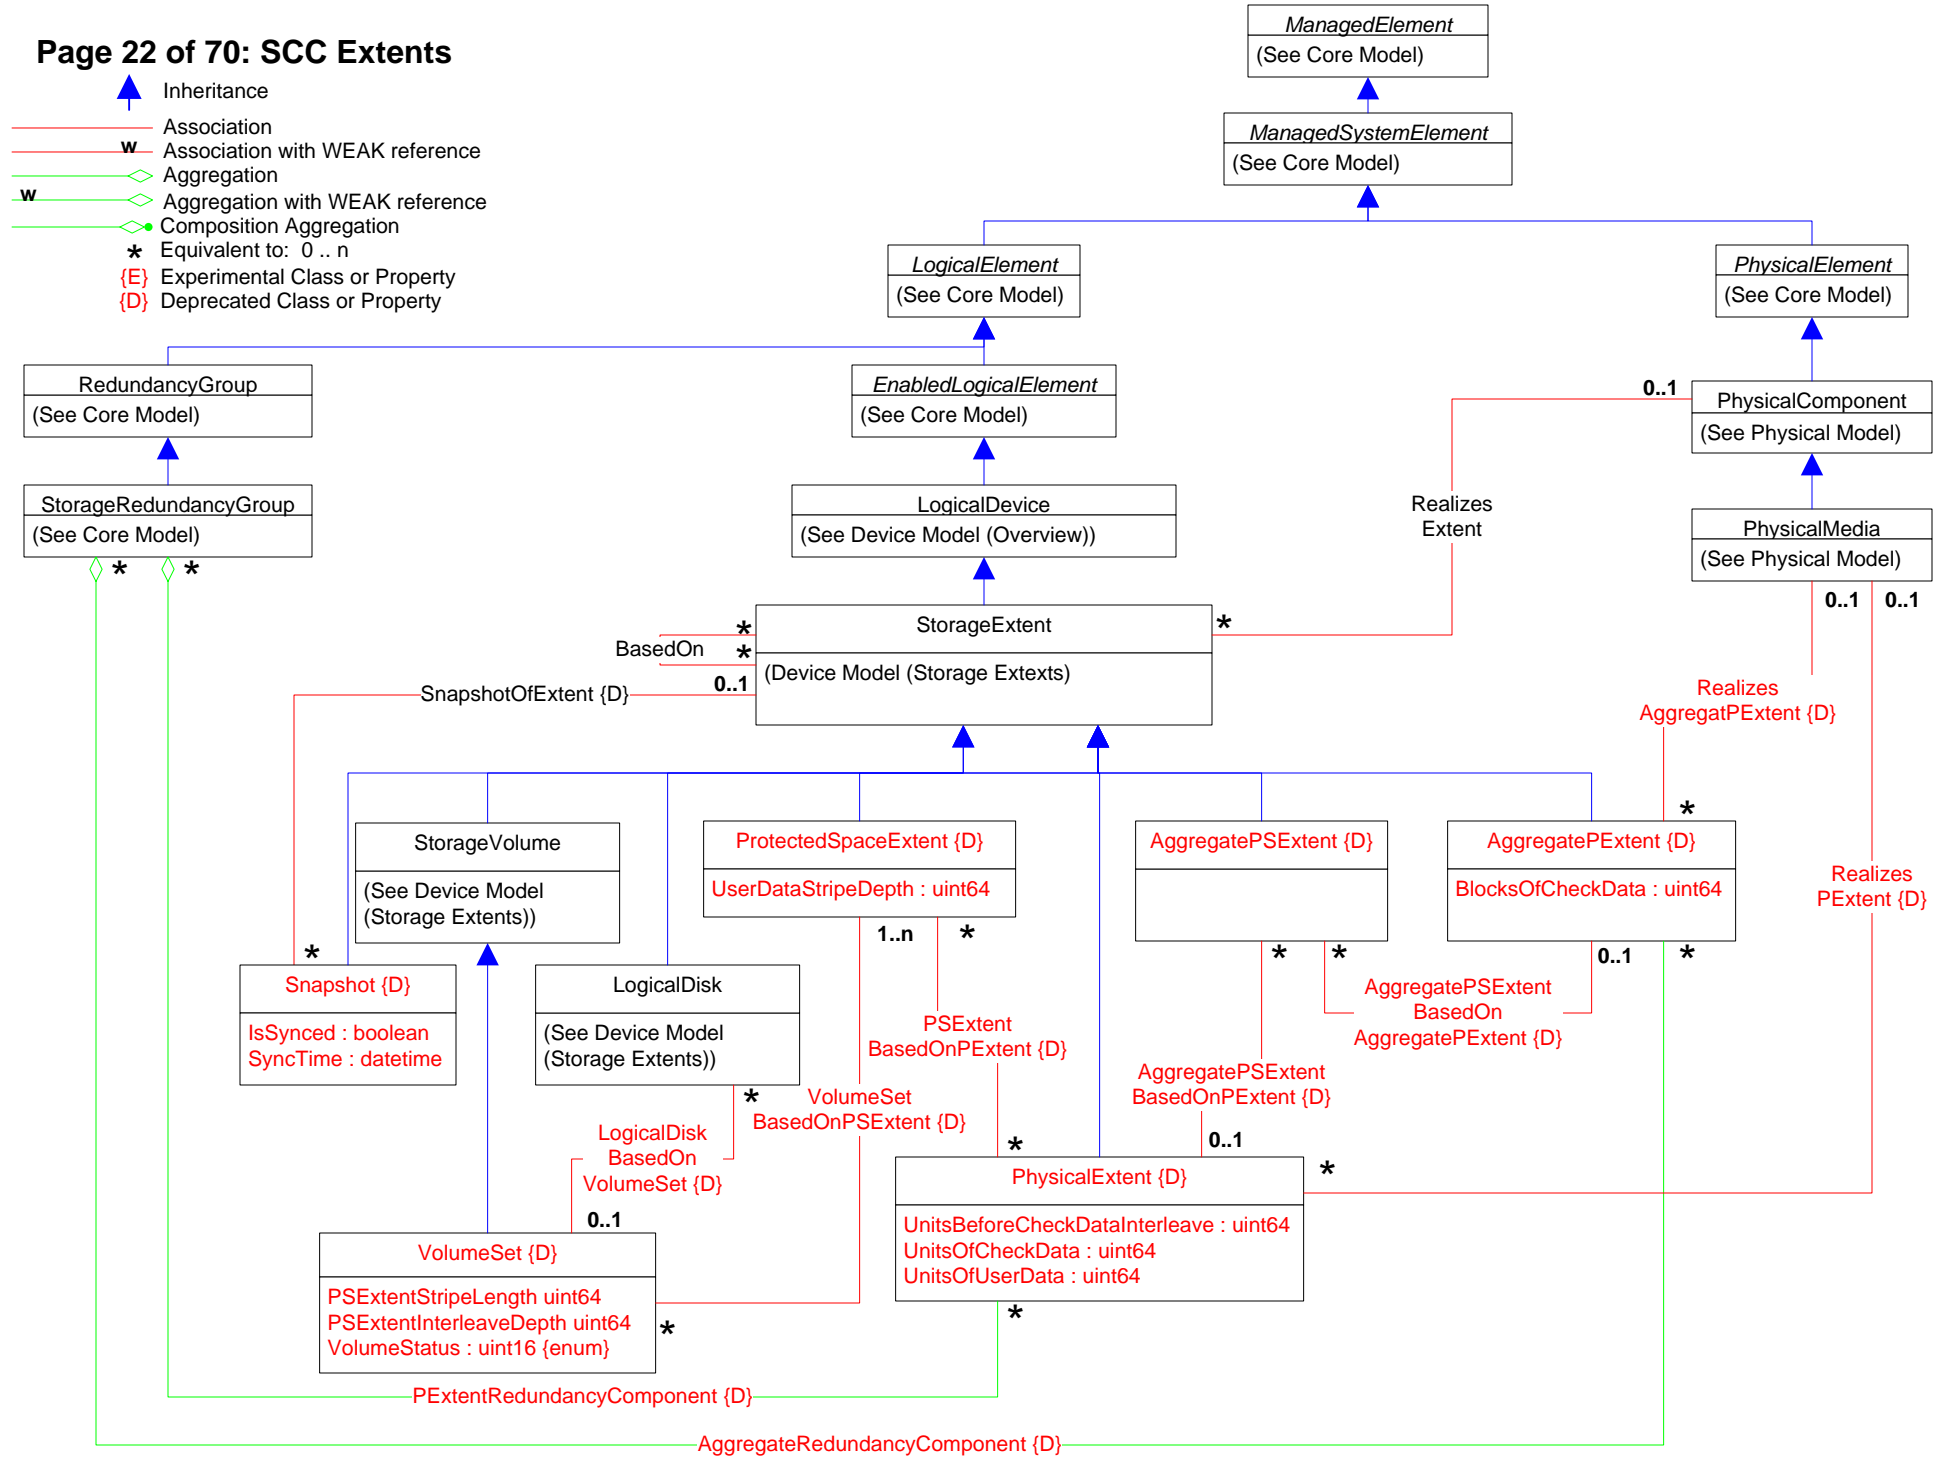 Page 22 of 70: SCC Extents
Inheritance
Association
w
Association with WEAK reference
Aggregation
w
Aggregation with WEAK reference
Composition Aggregation
* Equivalent to: 0 .. n
{E} Experimental Class or Property
{D} Deprecated Class or Property
ManagedElement
(See Core Model)
ManagedSystemElement
(See Core Model)
LogicalElement
(See Core Model)
PhysicalElement
(See Core Model)
RedundancyGroup
(See Core Model)
EnabledLogicalElement
(See Core Model)
0..1
PhysicalComponent
(See Physical Model)
StorageRedundancyGroup
(See Core Model)
* *
LogicalDevice
(See Device Model (Overview))
Realizes
Extent
PhysicalMedia
(See Physical Model)
0..1 0..1
StorageExtent
(Device Model (Storage Extexts)
*
*
*
BasedOn
0..1
SnapshotOfExtent {D}
Realizes
AggregatPExtent {D}
*
StorageVolume
(See Device Model
(Storage Extents))
ProtectedSpaceExtent {D}
UserDataStripeDepth : uint64
1..n *
AggregatePSExtent {D}
* *
AggregatePExtent {D}
BlocksOfCheckData : uint64
0..1 *
Realizes
PExtent {D}
*
Snapshot {D}
IsSynced : boolean
SyncTime : datetime
LogicalDisk
(See Device Model
(Storage Extents))
*
PSExtent
BasedOnPExtent {D}
AggregatePSExtent
BasedOn
AggregatePExtent {D}
AggregatePSExtent
BasedOnPExtent {D}
VolumeSet
BasedOnPSExtent {D}
LogicalDisk
BasedOn
VolumeSet {D}
0..1
*
0..1
*
PhysicalExtent {D}
UnitsBeforeCheckDataInterleave : uint64
UnitsOfCheckData : uint64
UnitsOfUserData : uint64
*
VolumeSet {D}
PSExtentStripeLength uint64
PSExtentInterleaveDepth uint64
VolumeStatus : uint16 {enum}
*
PExtentRedundancyComponent {D}
AggregateRedundancyComponent {D}